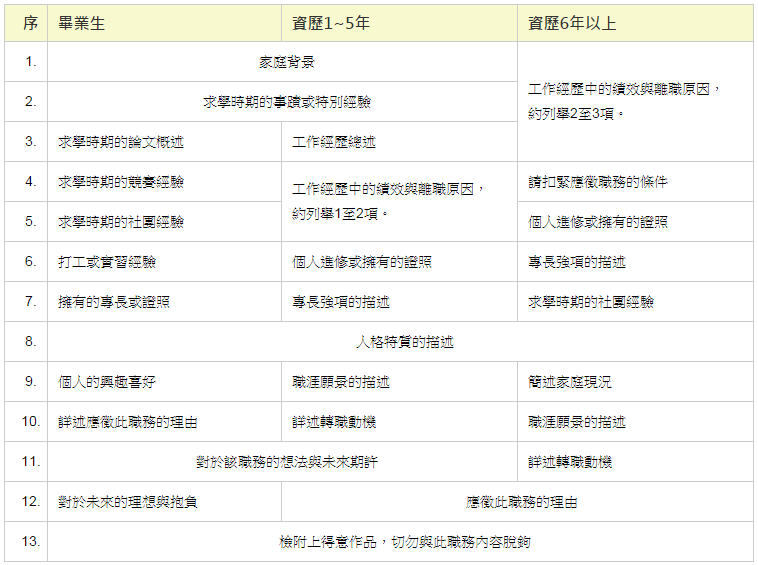 序 畢業生 資歷1~5年 資歷6年以上
1. 家庭背景
工作經歷中的績效與離職原因，
約列舉2至3項。
2. 求學時期的事蹟或特別經驗
3. 求學時期的論文概述 工作經歷總述
4. 求學時期的競賽經驗
工作經歷中的績效與離職原因，
約列舉1至2項。
請扣緊應徵職務的條件
5. 求學時期的社團經驗 個人進修或擁有的證照
6. 打工或實習經驗 個人進修或擁有的證照 專長強項的描述
7. 擁有的專長或證照 專長強項的描述 求學時期的社團經驗
8. 人格特質的描述
9. 個人的興趣喜好 職涯願景的描述 簡述家庭現況
10. 詳述應徵此職務的理由 詳述轉職動機 職涯願景的描述
11. 對於該職務的想法與未來期許 詳述轉職動機
12. 對於未來的理想與抱負 應徵此職務的理由
13. 檢附上得意作品，切勿與此職務內容脫鉤